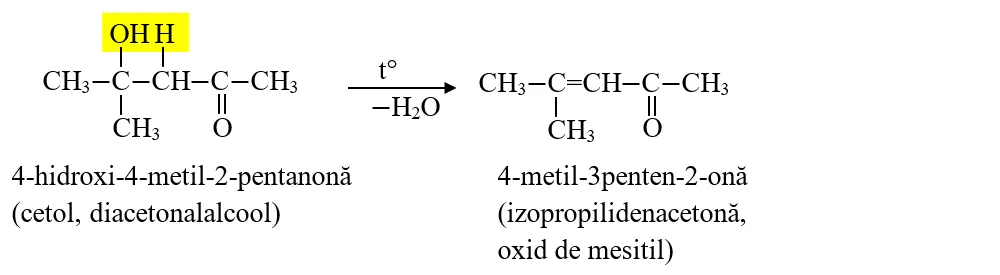 OH H
CH₃−C−CH−C−CH₃
CH₃ O
t°
−H₂O
CH₃−C=CH−C−CH₃
CH₃ O
4-hidroxi-4-metil-2-pentanonă
(cetol, diacetonalalcool)
4-metil-3penten-2-onă
(izopropilidenacetonă,
oxid de mesitil)